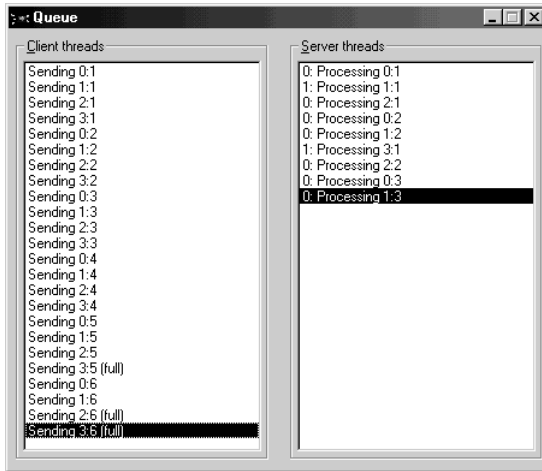 Queue
Client threads
Sending 0:1
Sending 1:1
Sending 2:1
Sending 3:1
Sending 0:2
Sending 1:2
Sending 2:2
Sending 3:2
Sending 0:3
Sending 1:3
Sending 2:3
Sending 3:3
Sending 0:4
Sending 1:4
Sending 2:4
Sending 3:4
Sending 0:5
Sending 1:5
Sending 2:5
Sending 3:5 (full)
Sending 0:6
Sending 1:6
Sending 2:6 (full)
Sending 3:6 (full)
Server threads
0: Processing 0:1
1: Processing 1:1
0: Processing 2:1
0: Processing 0:2
0: Processing 1:2
1: Processing 3:1
0: Processing 2:2
0: Processing 0:3
0: Processing 1:3